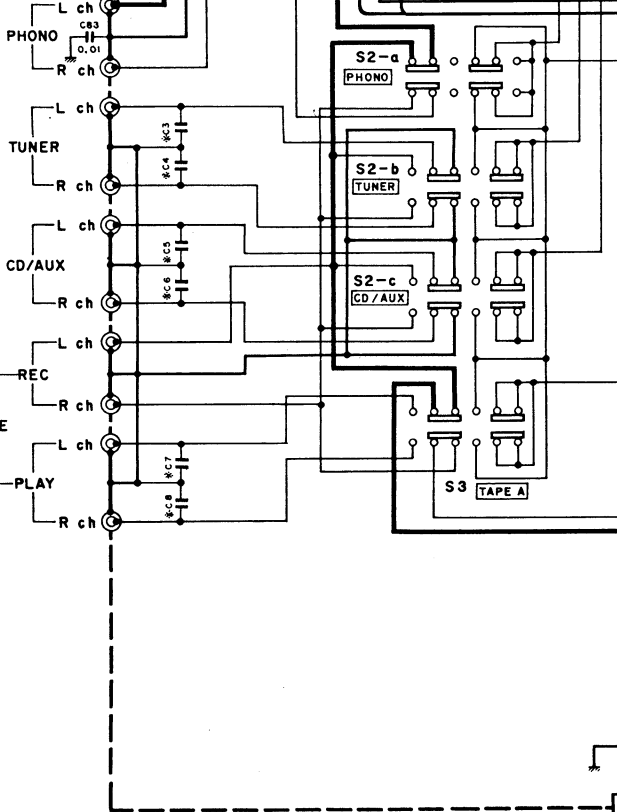 L ch
C83
PHONO
0.01
R ch
S2-a
PHONO
L ch
※C3
TUNER
※C4
S2-b
R ch
TUNER
L ch
※C5
CD/AUX
※C6
S2-c
CD/AUX
R ch
L ch
REC
R ch
E
L ch
※C7
PLAY
S3 TAPE A
※C8
R ch